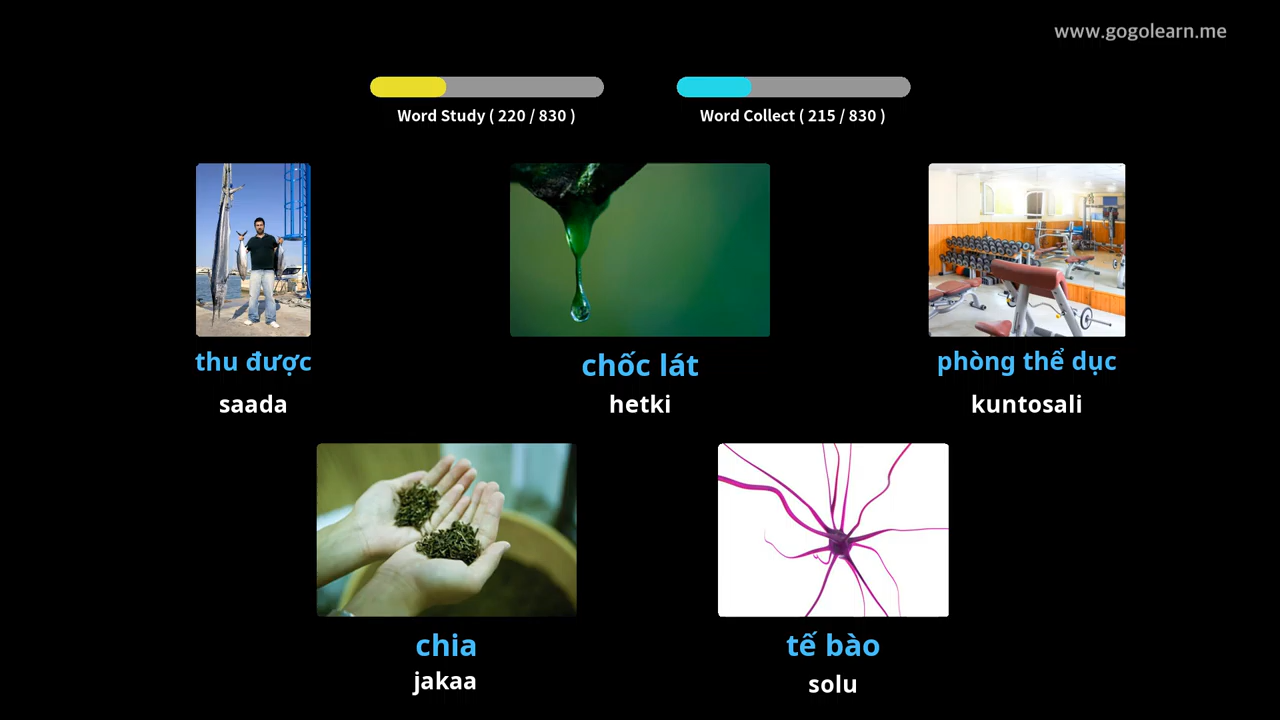 www.gogolearn.me
Word Study ( 220 / 830 )
Word Collect ( 215 / 830 )
thu được
chốc lát
phòng thể dục
saada
hetki
kuntosali
chia
tế bào
jakaa
solu